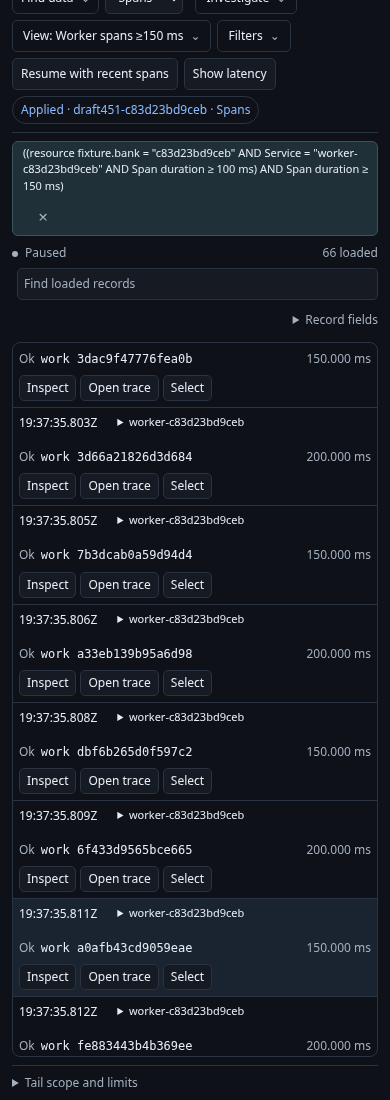 Find data Spans Investigate
View: Worker spans ≥150 ms
Filters
Resume with recent spans
Show latency
Applied · draft451-c83d23bd9ceb · Spans
((resource fixture.bank = "c83d23bd9ceb" AND Service = "worker-
c83d23bd9ceb" AND Span duration ≥ 100 ms) AND Span duration ≥
150 ms)
✕
Paused 66 loaded
Find loaded records
Record fields
Ok work 3dac9f47776fea0b 150.000 ms
Inspect Open trace Select
19:37:35.803Z worker-c83d23bd9ceb
Ok work 3d66a21826d3d684 200.000 ms
Inspect Open trace Select
19:37:35.805Z worker-c83d23bd9ceb
Ok work 7b3dcab0a59d94d4 150.000 ms
Inspect Open trace Select
19:37:35.806Z worker-c83d23bd9ceb
Ok work a33eb139b95a6d98 200.000 ms
Inspect Open trace Select
19:37:35.808Z worker-c83d23bd9ceb
Ok work dbf6b265d0f597c2 150.000 ms
Inspect Open trace Select
19:37:35.809Z worker-c83d23bd9ceb
Ok work 6f433d9565bce665 200.000 ms
Inspect Open trace Select
19:37:35.811Z worker-c83d23bd9ceb
Ok work a0afb43cd9059eae 150.000 ms
Inspect Open trace Select
19:37:35.812Z worker-c83d23bd9ceb
Ok work fe883443b4b369ee 200.000 ms
Tail scope and limits